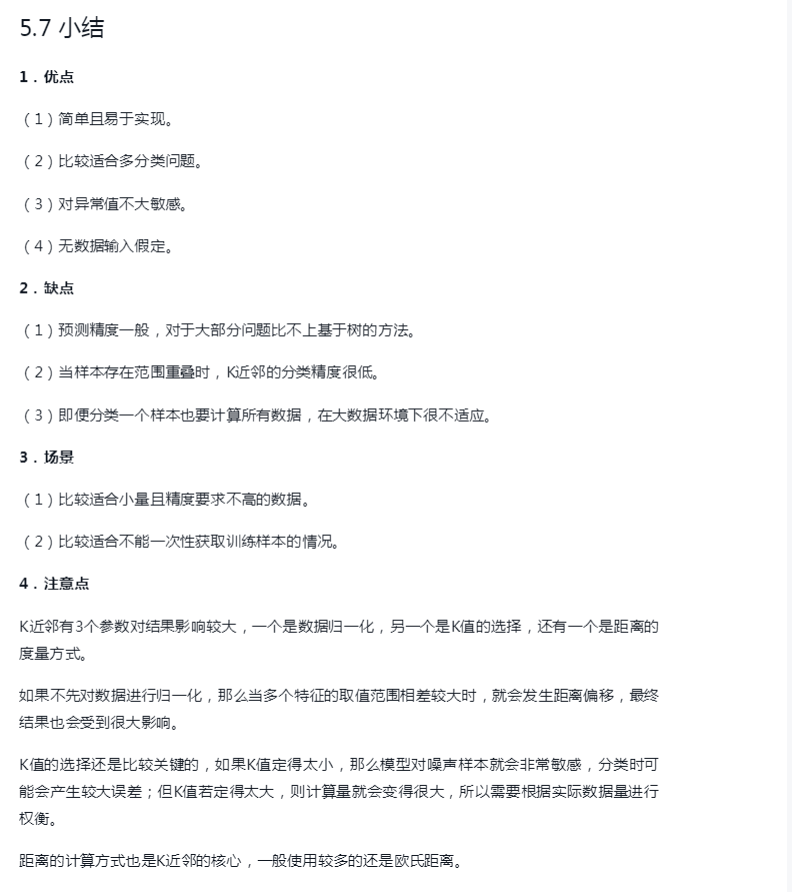 5.7 小结
1．优点
（1）简单且易于实现。
（2）比较适合多分类问题。
（3）对异常值不大敏感。
（4）无数据输入假定。
2．缺点
（1）预测精度一般，对于大部分问题比不上基于树的方法。
（2）当样本存在范围重叠时，K近邻的分类精度很低。
（3）即便分类一个样本也要计算所有数据，在大数据环境下很不适应。
3．场景
（1）比较适合小量且精度要求不高的数据。
（2）比较适合不能一次性获取训练样本的情况。
4．注意点
K近邻有3个参数对结果影响较大，一个是数据归一化，另一个是K值的选择，还有一个是距离的
度量方式。
如果不先对数据进行归一化，那么当多个特征的取值范围相差较大时，就会发生距离偏移，最终
结果也会受到很大影响。
K值的选择还是比较关键的，如果K值定得太小，那么模型对噪声样本就会非常敏感，分类时可
能会产生较大误差；但K值若定得太大，则计算量就会变得很大，所以需要根据实际数据量进行
权衡。
距离的计算方式也是K近邻的核心，一般使用较多的还是欧氏距离。